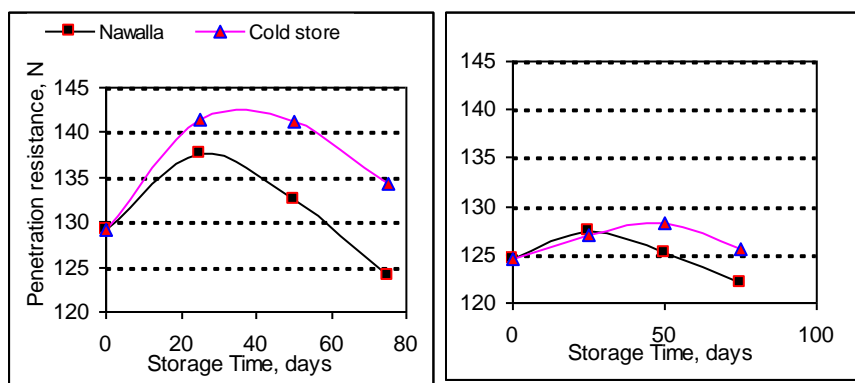 Nawalla Cold store
Penetration resistance, N
145
140
135
130
125
120
0 20 40 60 80
Storage Time, days
145
140
135
130
125
120
0 50 100
Storage Time, days